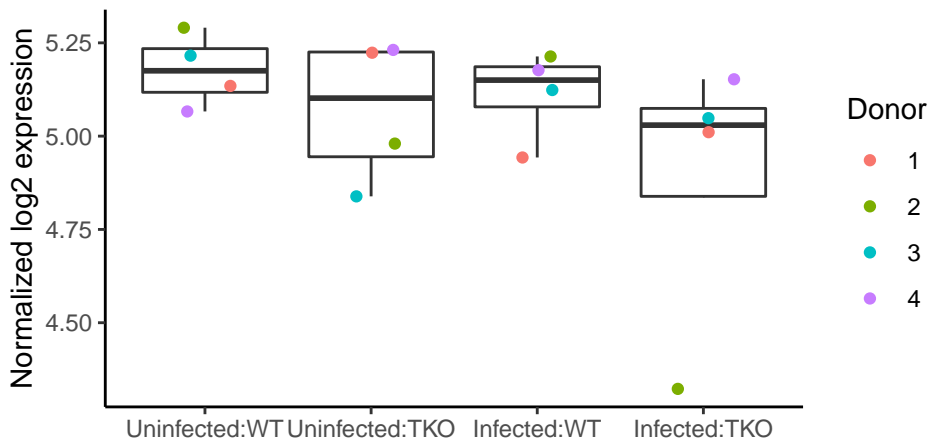 Normalized log2 expression
5.25
5.00
4.75
4.50
Uninfected:WT Uninfected:TKO Infected:WT Infected:TKO
Donor
1
2
3
4